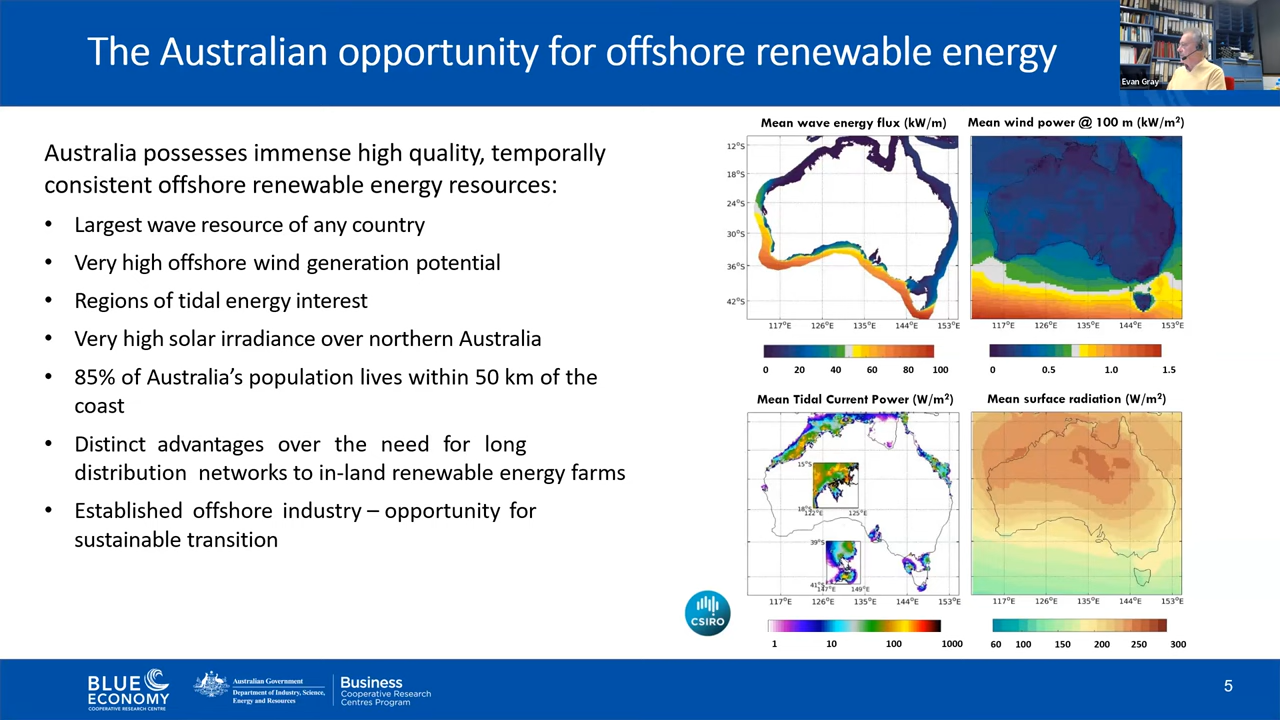 The Australian opportunity for offshore renewable energy
Evan Gray
Australia possesses immense high quality, temporally
consistent offshore renewable energy resources:
• Largest wave resource of any country
• Very high offshore wind generation potential
• Regions of tidal energy interest
• Very high solar irradiance over northern Australia
• 85% of Australia's population lives within 50 km of the
coast
• Distinct advantages over the need for long
distribution networks to in-land renewable energy farms
• Established offshore industry – opportunity for
sustainable transition
Mean wave energy flux (kW/m)
12°S
18°S
24°S
30°S
36°S
42°S
117°E 126°E 135°E 144°E 153°E
0 20 40 60 80 100
Mean wind power @ 100 m (kW/m²)
117°E 126°E 135°E 144°E 153°E
0 0.5 1.0 1.5
Mean Tidal Current Power (W/m²)
15°S
18°S
122°E 125°E
39°S
41°S
147°E 149°E
117°E 126°E 135°E 144°E 153°E
1 10 100 1000
Mean surface radiation (W/m²)
117°E 126°E 135°E 144°E 153°E
60 100 150 200 250 300
CSIRO
BLUE
ECONOMY
COOPERATIVE RESEARCH CENTRE
Australian Government
Department of Industry, Science,
Energy and Resources
Business
Cooperative Research
Centres Program
5